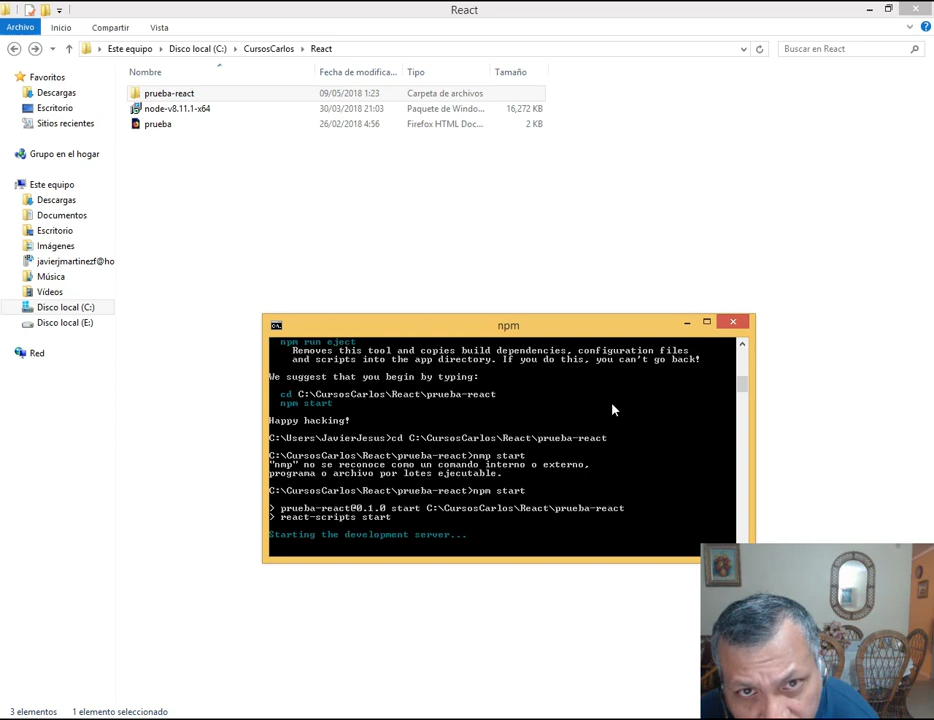 React
Archivo Inicio Compartir Vista
Este equipo Disco local (C:) CursosCarlos React
Buscar en React
Nombre Fecha de modifica... Tipo Tamaño
prueba-react 09/05/2018 1:23 Carpeta de archivos
node-v8.11.1-x64 30/03/2018 21:03 Paquete de Windo... 16,272 KB
prueba 26/02/2018 4:56 Firefox HTML Doc... 2 KB
Favoritos
Descargas
Escritorio
Sitios recientes
Grupo en el hogar
Este equipo
Descargas
Documentos
Escritorio
Imágenes
javierjmartinezf@ho
Música
Vídeos
Disco local (C:)
Disco local (E:)
Red
npm
npm run eject
Removes this tool and copies build dependencies, configuration files
and scripts into the app directory. If you do this, you can't go back!
We suggest that you begin by typing:
cd C:\CursosCarlos\React\prueba-react
npm start
Happy hacking!
C:\Users\JavierJesus>cd C:\CursosCarlos\React\prueba-react
C:\CursosCarlos\React\prueba-react>nmp start
"nmp" no se reconoce como un comando interno o externo,
programa o archivo por lotes ejecutable.
C:\CursosCarlos\React\prueba-react>npm start
> prueba-react@0.1.0 start C:\CursosCarlos\React\prueba-react
> react-scripts start
Starting the development server...
3 elementos 1 elemento seleccionado